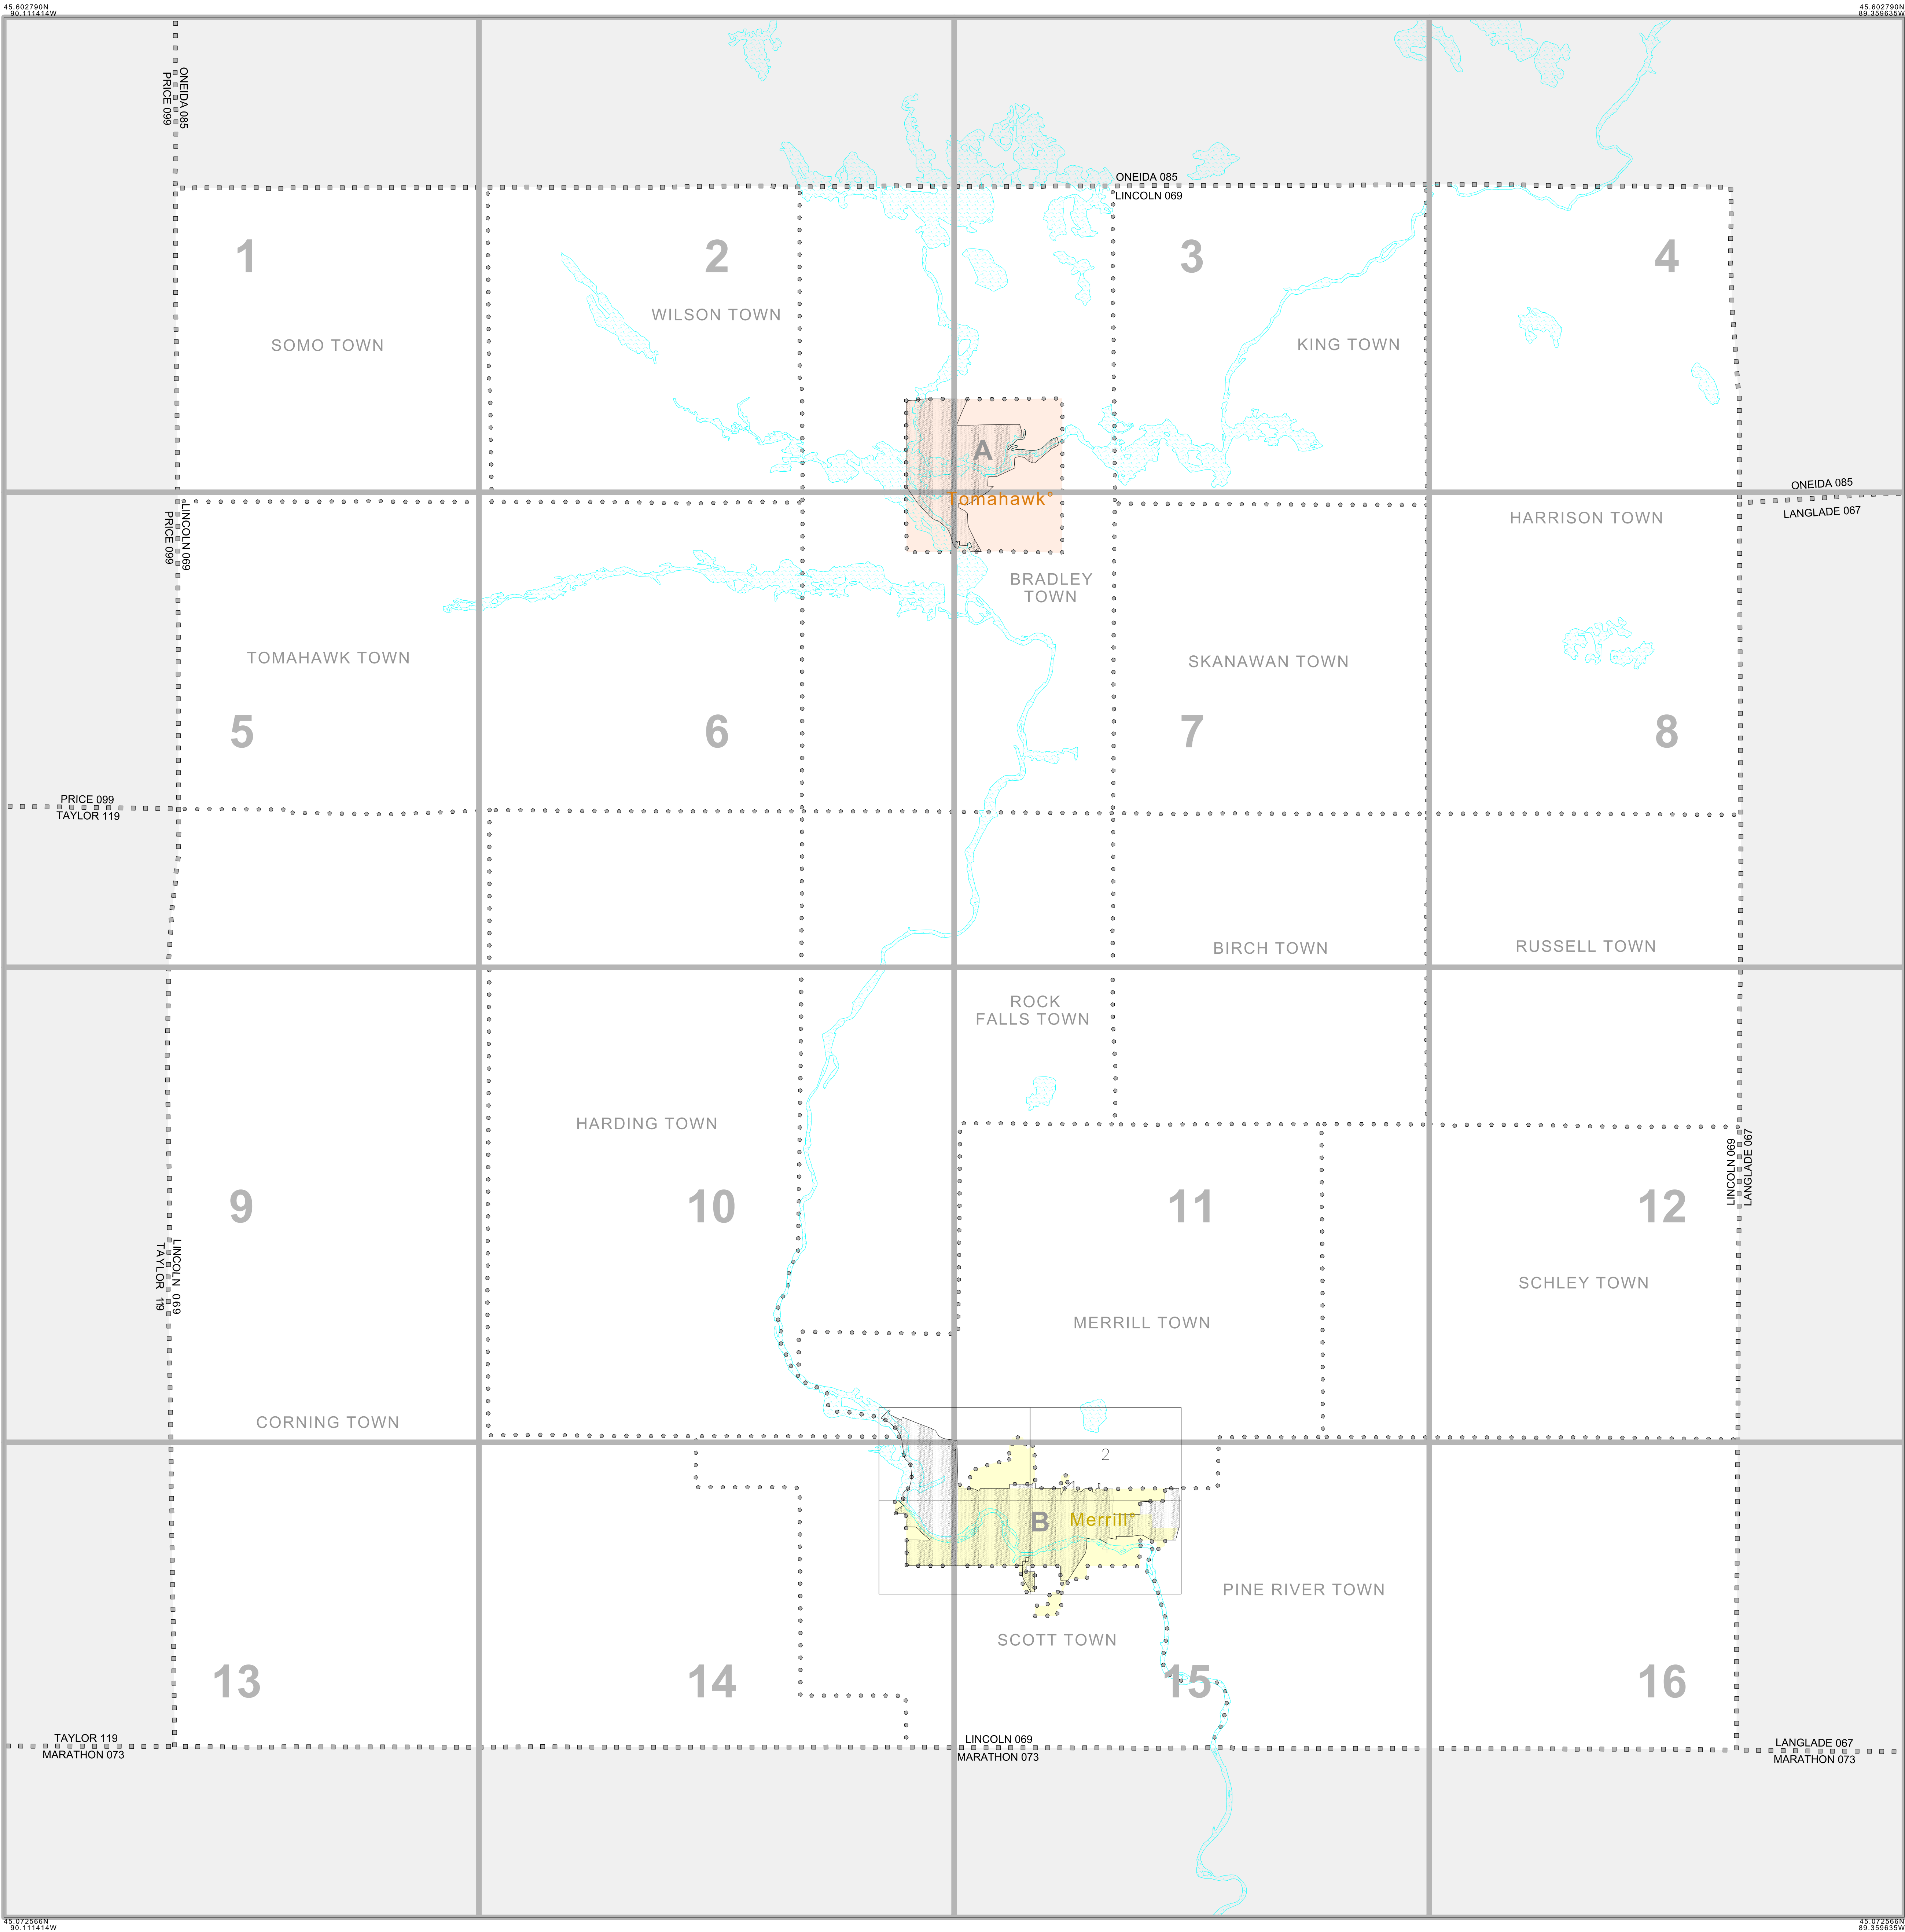 45.602790N
90.111414W
45.602790N
89.359635W
ONEIDA 085
PRICE 099
ONEIDA 085
LINCOLN 069
1
2
3
4
WILSON TOWN
SOMO TOWN
KING TOWN
A
Tomahawk
ONEIDA 085
LANGLADE 067
HARRISON TOWN
LINCOLN 069
PRICE 099
BRADLEY
TOWN
TOMAHAWK TOWN
SKANAWAN TOWN
5
6
7
8
PRICE 099
TAYLOR 119
BIRCH TOWN
RUSSELL TOWN
ROCK
FALLS TOWN
HARDING TOWN
LINCOLN 069
LANGLADE 067
9
10
11
12
LINCOLN 069
TAYLOR 119
SCHLEY TOWN
MERRILL TOWN
CORNING TOWN
1
2
B
Merrill
PINE RIVER TOWN
SCOTT TOWN
13
14
15
16
TAYLOR 119
MARATHON 073
LINCOLN 069
MARATHON 073
LANGLADE 067
MARATHON 073
45.072566N
90.111414W
45.072566N
89.359635W